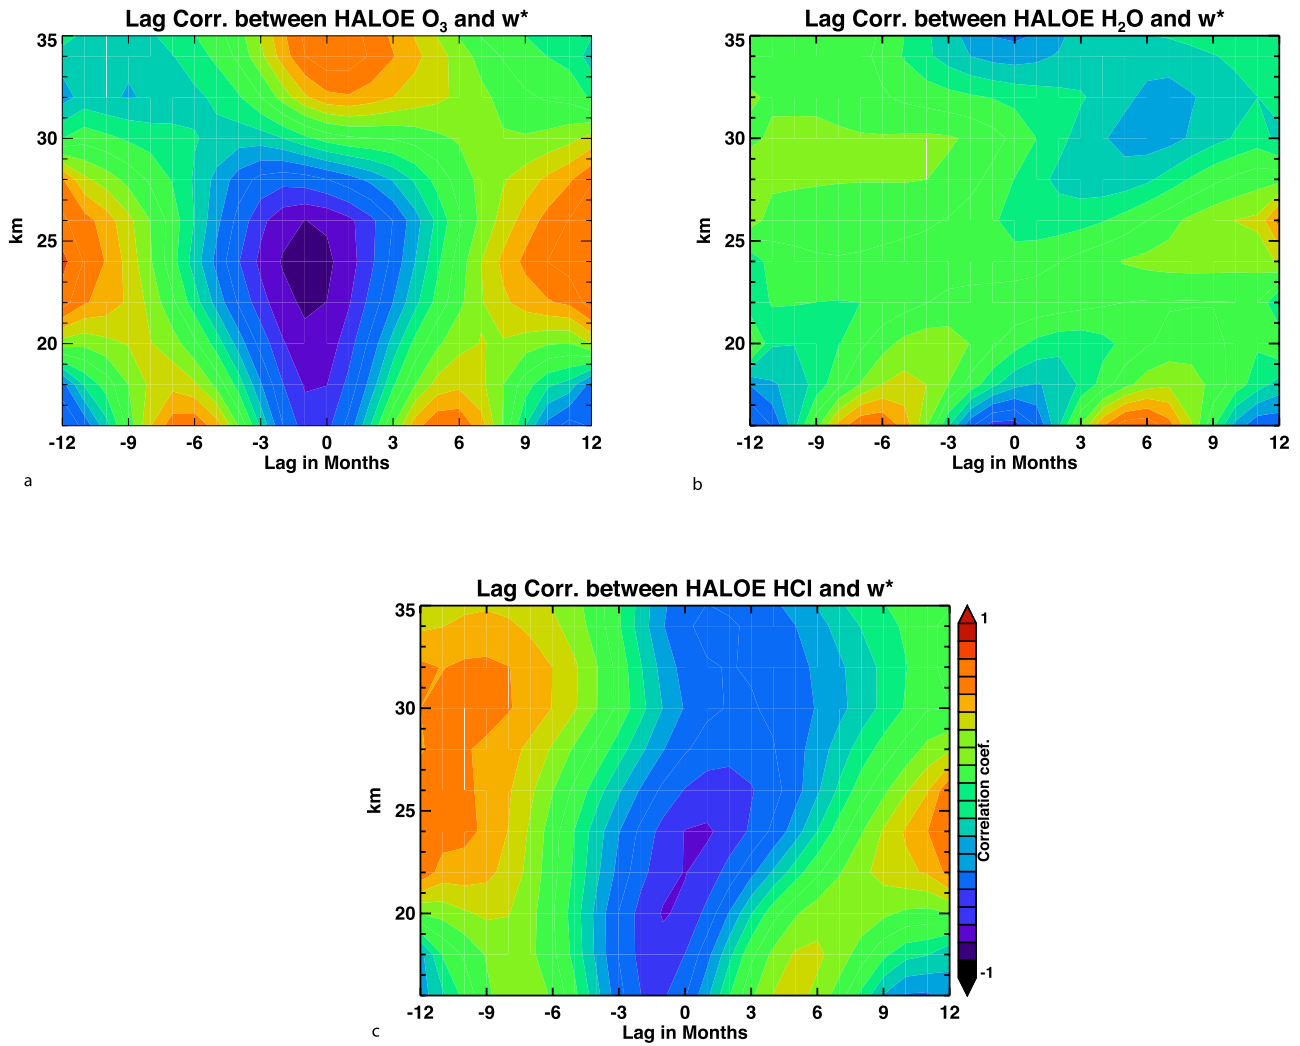 Lag Corr. between HALOE O3 and w*
35
30
25
20
km
-12 -9 -6 -3 0 3 6 9 12
Lag in Months
a
Lag Corr. between HALOE H2O and w*
35
30
25
20
km
-12 -9 -6 -3 0 3 6 9 12
Lag in Months
b
Lag Corr. between HALOE HCl and w*
35
30
25
20
km
-12 -9 -6 -3 0 3 6 9 12
Lag in Months
c
1
Correlation coef.
-1